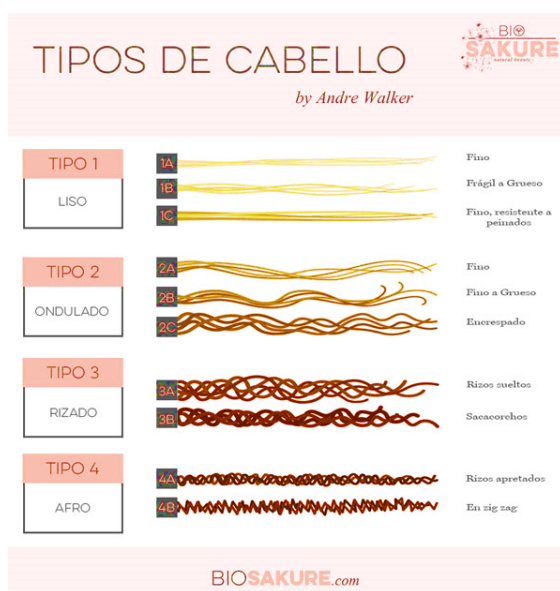 TIPOS DE CABELLO
by Andre Walker
BIO
SAKURE
natural beauty
TIPO 1
LISO
1A
Fino
1B
Frágil a Grueso
1C
Fino, resistente a
peinados
TIPO 2
ONDULADO
2A
Fino
2B
Fino a Grueso
2C
Encrespado
TIPO 3
RIZADO
3A
Rizos sueltos
3B
Sacacorchos
TIPO 4
AFRO
4A
Rizos apretados
4B
En zig zag
BIOSAKURE.com